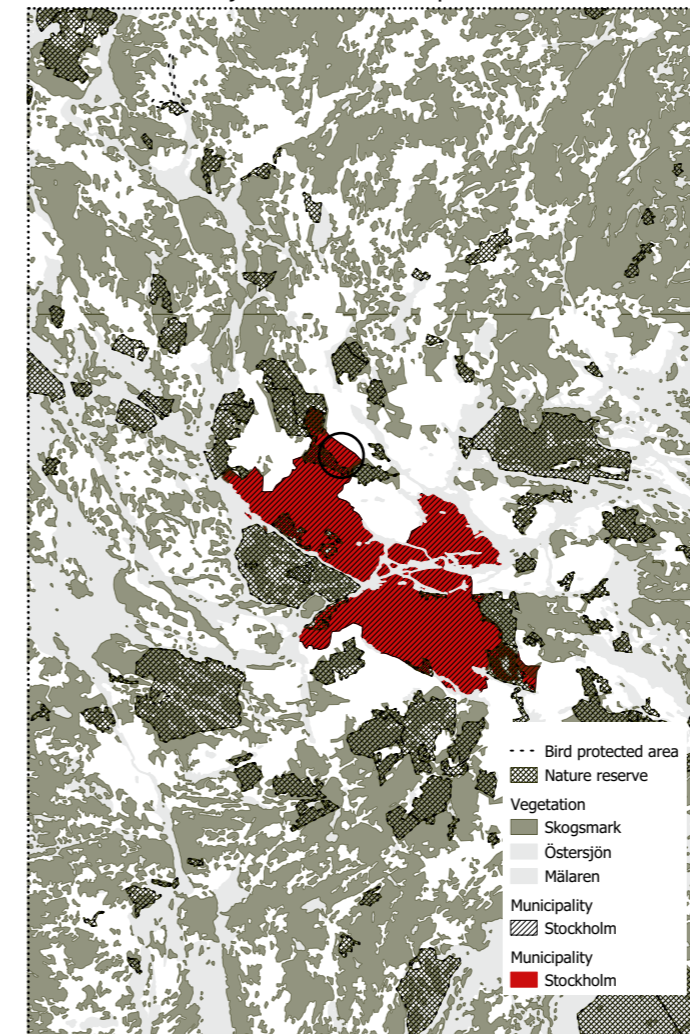 Bird protected area
Nature reserve
Vegetation
Skogsmark
Östersjön
Mälaren
Municipality
Stockholm
Municipality
Stockholm